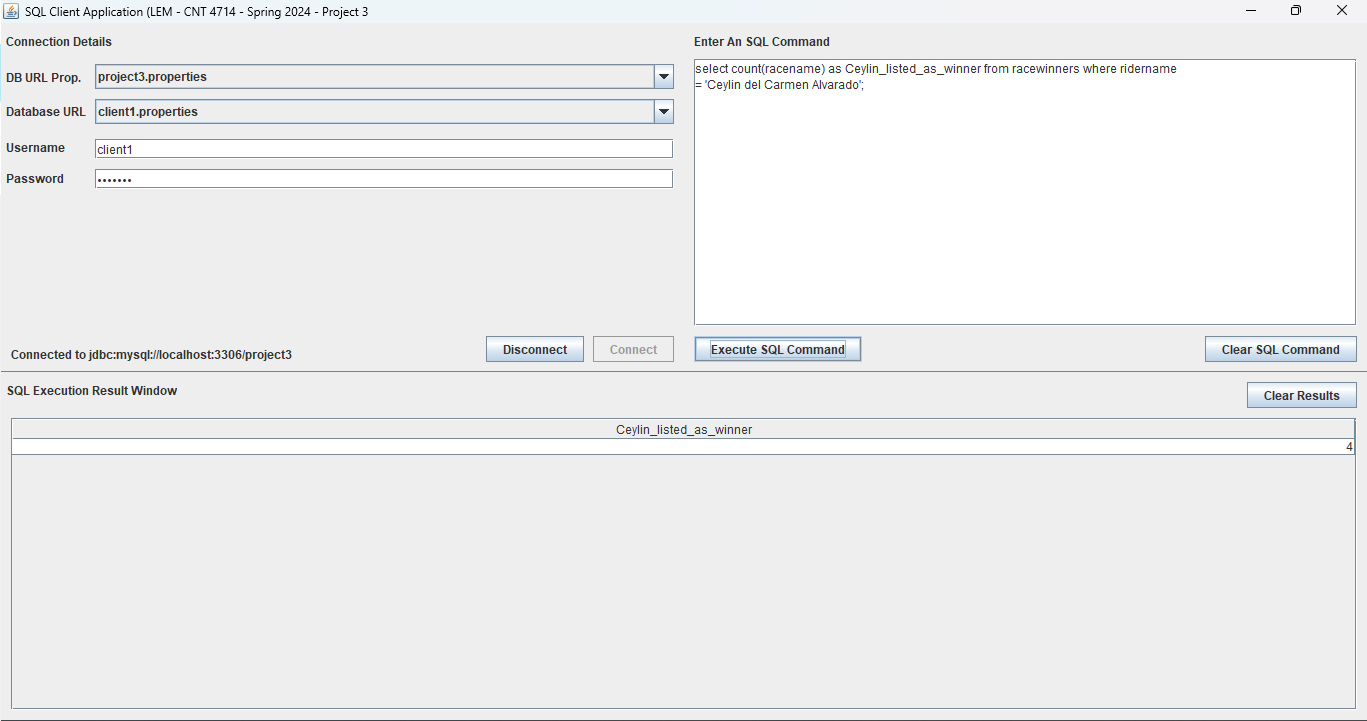 SQL Client Application (LEM - CNT 4714 - Spring 2024 - Project 3
Connection Details
DB URL Prop. project3.properties
Database URL client1.properties
Username client1
Password •••••••
Connected to jdbc:mysql://localhost:3306/project3
Disconnect Connect
Enter An SQL Command
select count(racename) as Ceylin_listed_as_winner from racewinners where ridername
= 'Ceylin del Carmen Alvarado';
Execute SQL Command Clear SQL Command
SQL Execution Result Window
Clear Results
Ceylin_listed_as_winner
4